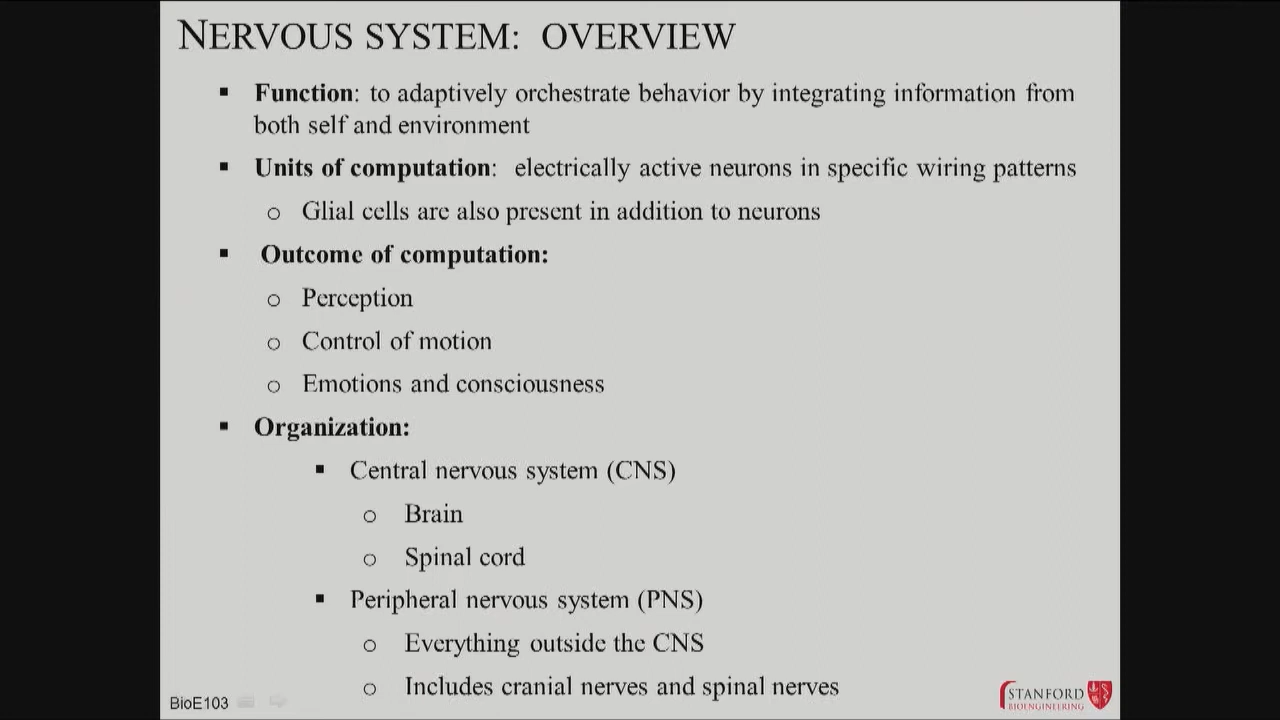 NERVOUS SYSTEM: OVERVIEW
▪ Function: to adaptively orchestrate behavior by integrating information from
both self and environment
▪ Units of computation: electrically active neurons in specific wiring patterns
o Glial cells are also present in addition to neurons
▪ Outcome of computation:
o Perception
o Control of motion
o Emotions and consciousness
▪ Organization:
▪ Central nervous system (CNS)
o Brain
o Spinal cord
▪ Peripheral nervous system (PNS)
o Everything outside the CNS
o Includes cranial nerves and spinal nerves
BioE103
STANFORD
BIOENGINEERING